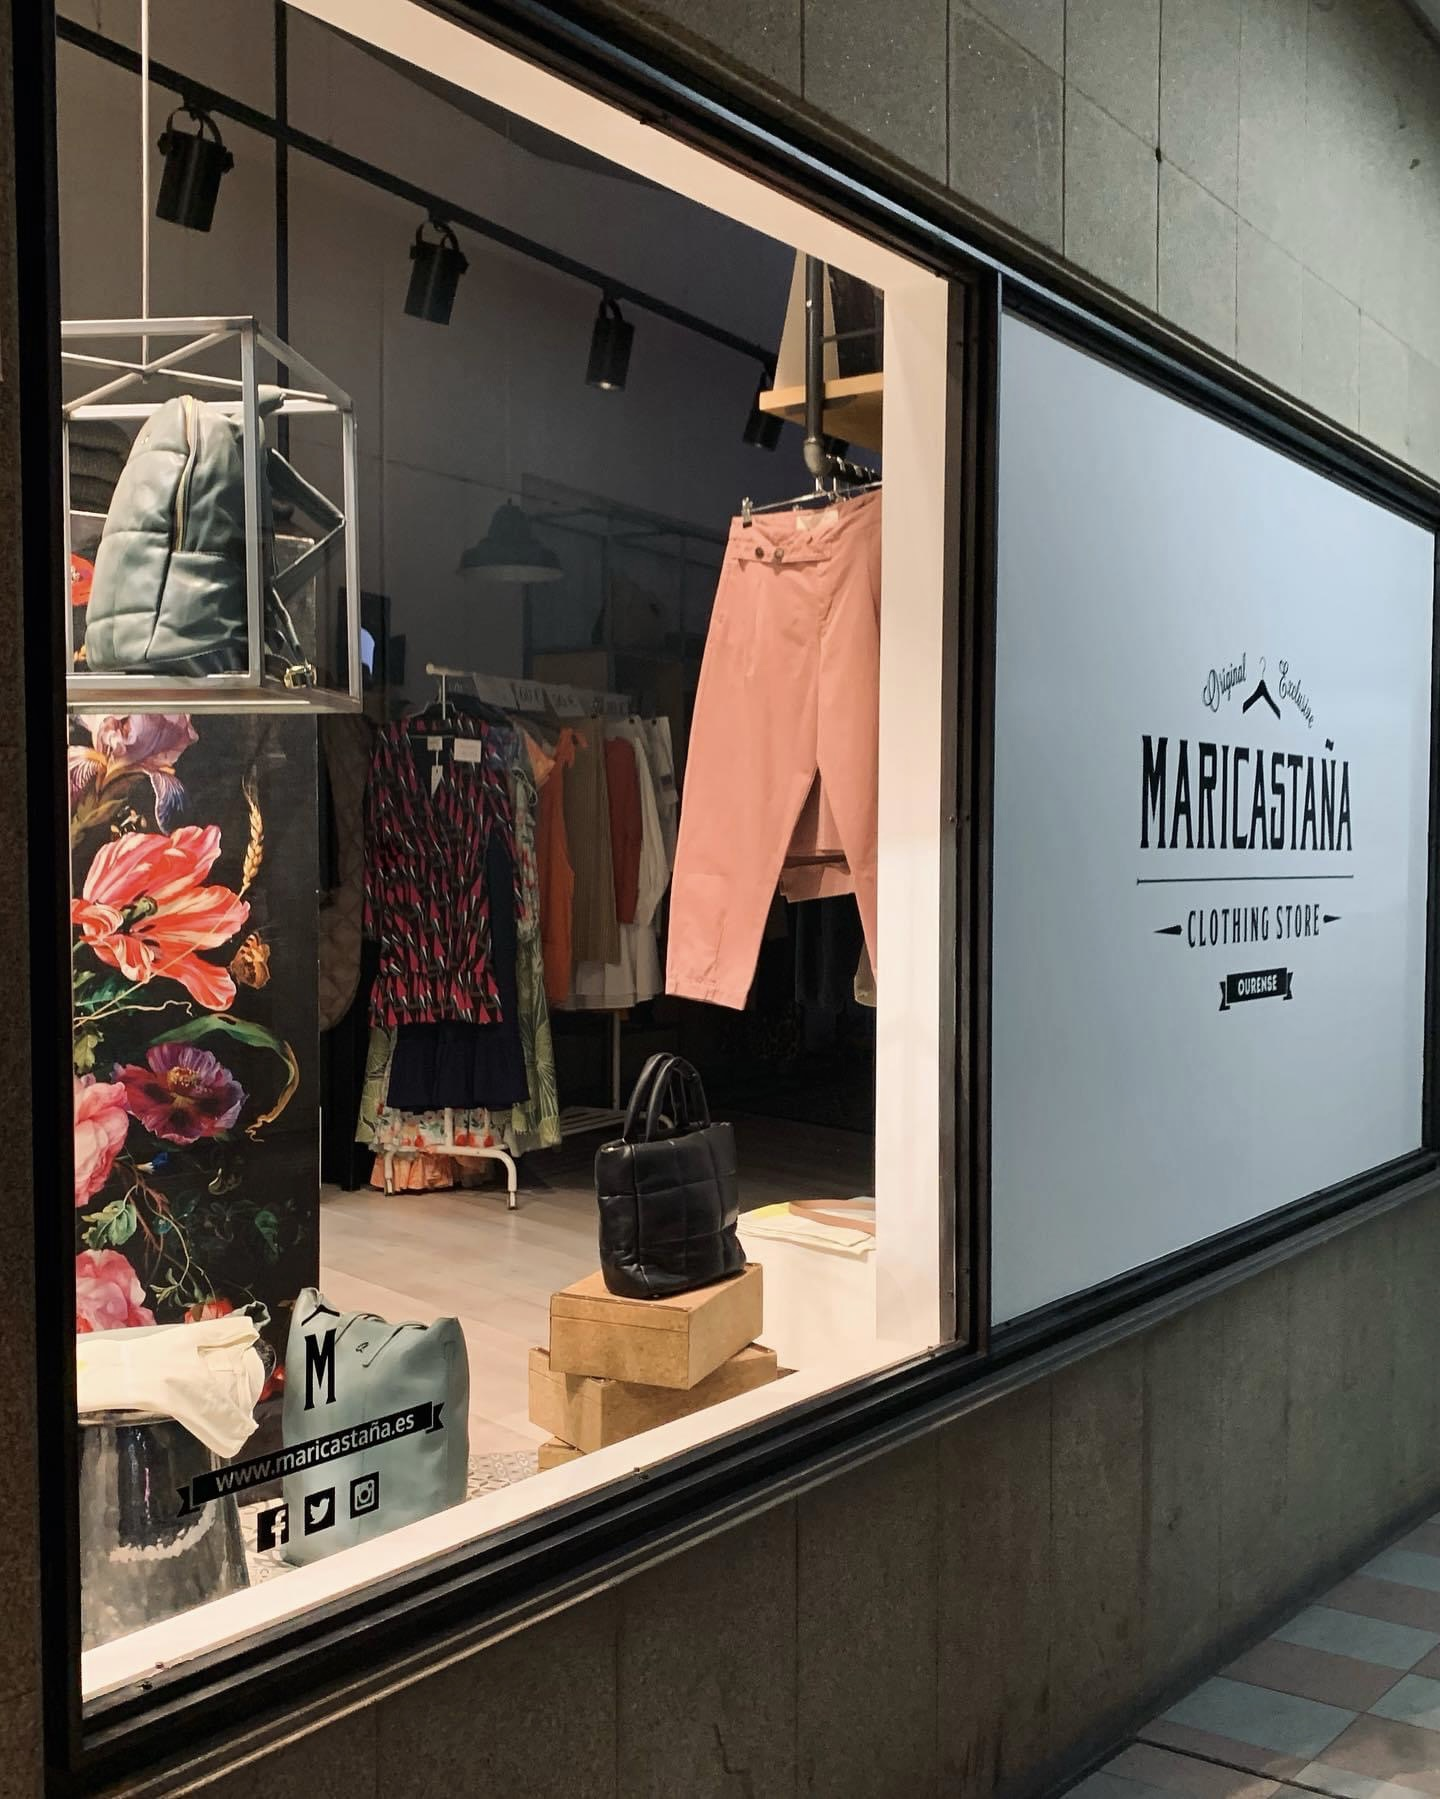 Original Exclusive
MARICASTAÑA
CLOTHING STORE
OURENSE
M
www.maricastaña.es